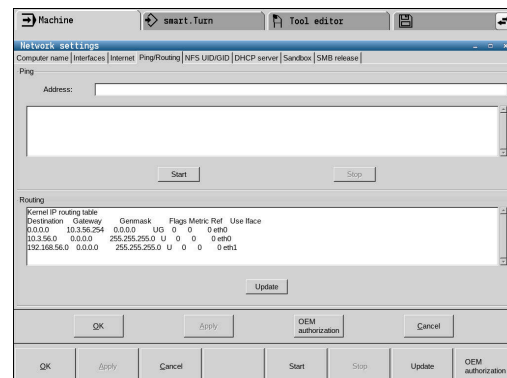 Machine smart.Turn Tool editor
Network settings
Computer name Interfaces Internet Ping/Routing NFS UID/GID DHCP server Sandbox SMB release
Ping
Address:
Start Stop
Routing
Kernel IP routing table
Destination Gateway Genmask Flags Metric Ref Use Iface
0.0.0.0 10.3.56.254 0.0.0.0 UG 0 0 0 eth0
10.3.56.0 0.0.0.0 255.255.255.0 U 0 0 0 eth0
192.168.56.0 0.0.0.0 255.255.255.0 U 0 0 0 eth1
Update
OK Apply OEM authorization Cancel
OK Apply Cancel Start Stop Update OEM authorization